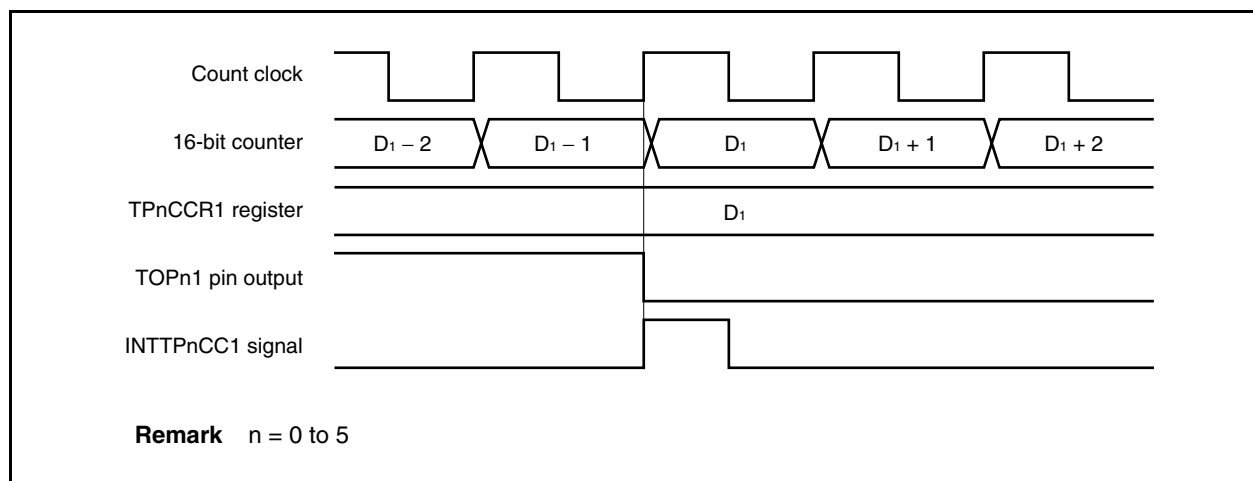 Count clock
16-bit counter
D₁ – 2
D₁ – 1
D₁
D₁ + 1
D₁ + 2
TPnCCR1 register
D₁
TOPn1 pin output
INTTPnCC1 signal
Remark n = 0 to 5